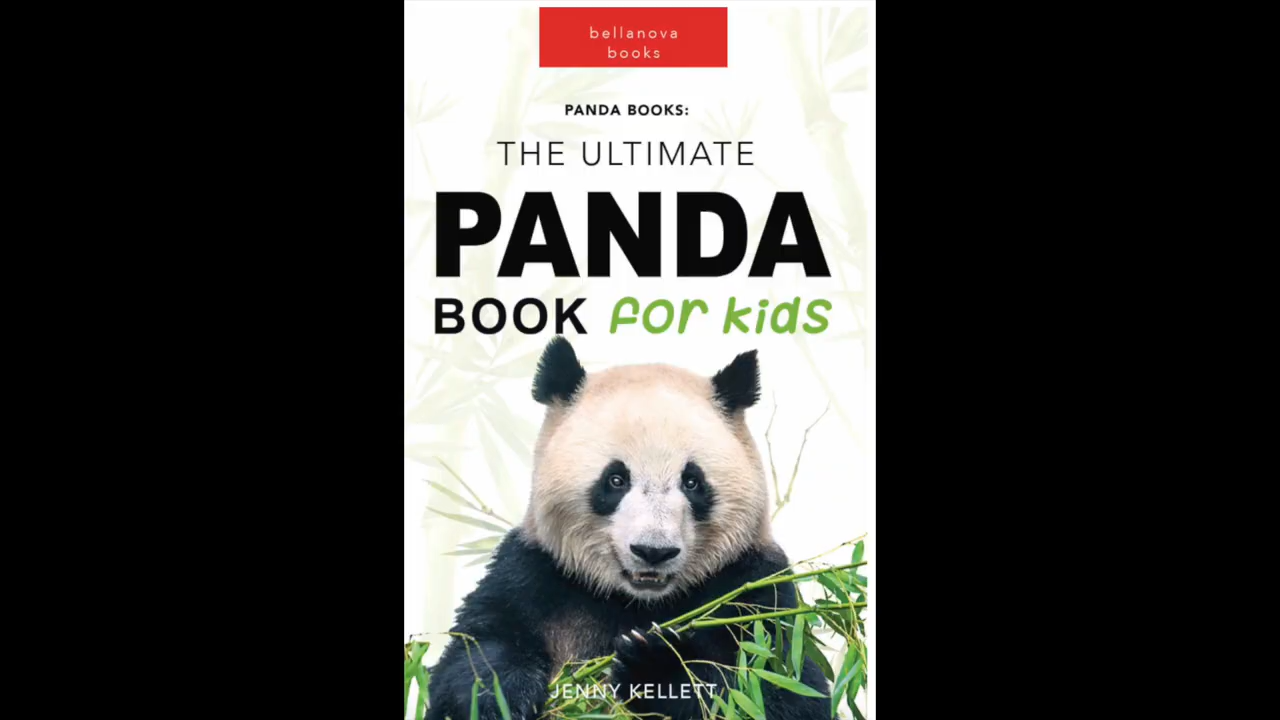 bellanova
books
PANDA BOOKS:
THE ULTIMATE
PANDA
BOOK for kids
JENNY KELLETT